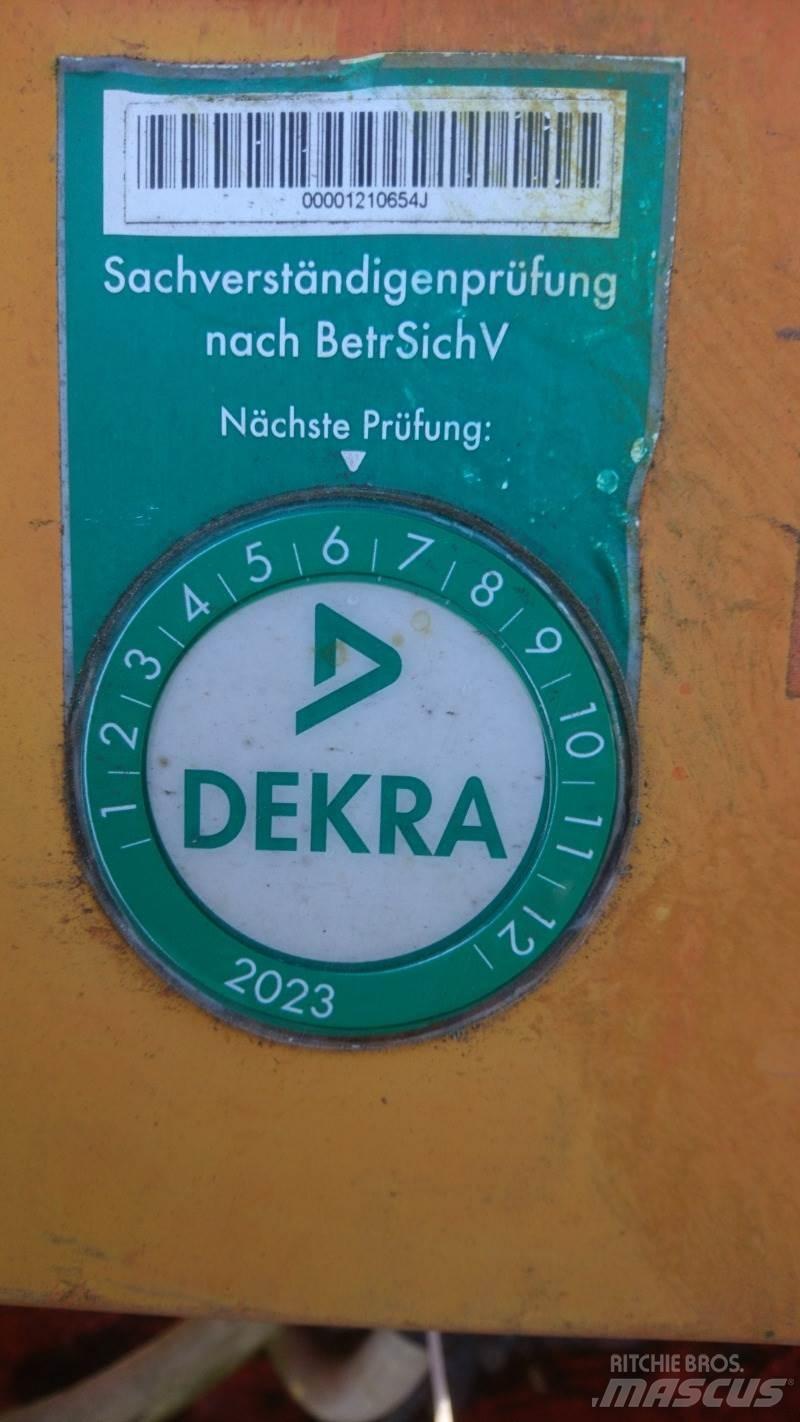 00001210654J
Sachverständigenprüfung
nach BetrSichV
Nächste Prüfung:
1 2 3 4 5 6 7 8 9 10 11 12
DEKRA
2023
RITCHIE BROS.
MASCUS